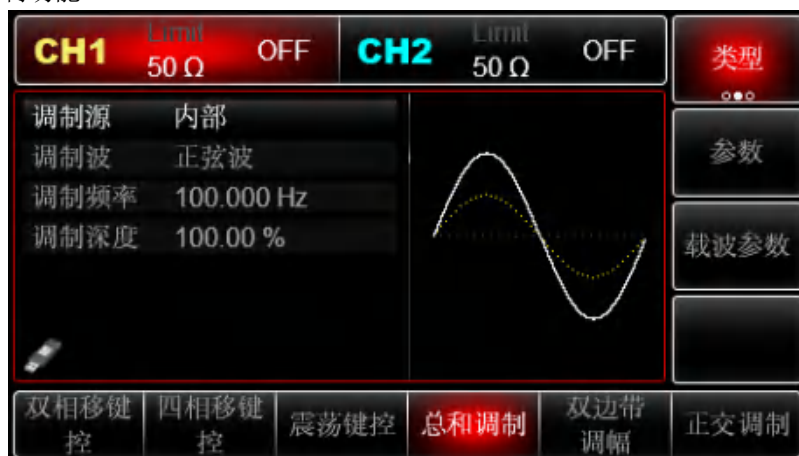 CH1 Limit 50 Ω OFF
CH2 Limit 50 Ω OFF
类型
调制源 内部
调制波 正弦波
调制频率 100.000 Hz
调制深度 100.00 %
参数
载波参数
双相移键
控
四相移键
控
震荡键控
总和调制
双边带
调幅
正交调制